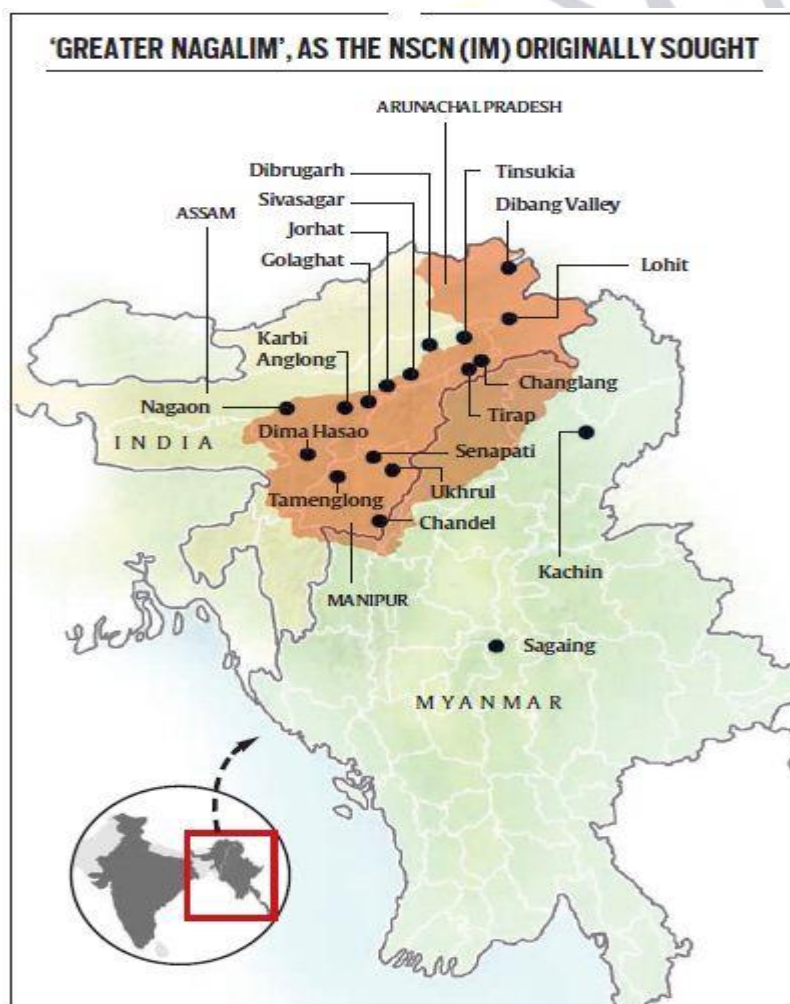 ‘GREATER NAGALIM’, AS THE NSCN (IM) ORIGINALLY SOUGHT
ARUNACHAL PRADESH
Dibrugarh
Tinsukia
Sivasagar
Dibang Valley
ASSAM
Jorhat
Golaghat
Lohit
Karbi
Anglong
Changlang
Nagaon
Tirap
Dima Hasao
INDIA
Senapati
Ukhrul
Tamenglong
Chandel
Kachin
MANIPUR
Sagaing
MYANMAR